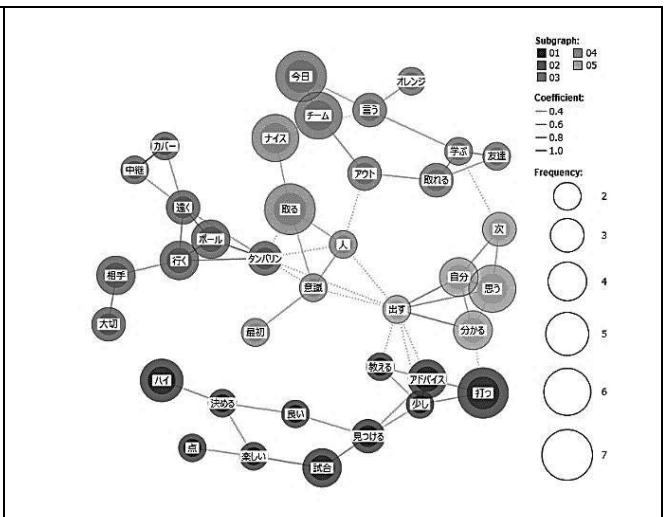 Subgraph:
01 04
02 05
03
Coefficient:
0.4
0.6
0.8
1.0
Frequency:
2
3
4
5
6
7
今日
オレンジ
チーム
言う
ナイス
カバー
学ぶ
友達
中継
アウト
取れる
遠く
取る
ボール
人
次
行く
タンバリン
相手
自分
思う
意識
出す
大切
最初
分かる
教える
ハイ
アドバイス
打つ
決める
少し
良い
見つける
点
楽しい
試合